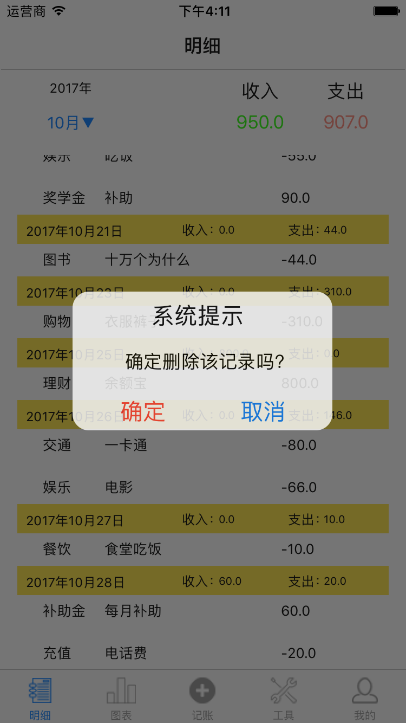 运营商 下午4:11
明细
2017年 收入 支出
10月▼ 950.0 907.0
娱乐 吃饭 -55.0
奖学金 补助 90.0
2017年10月21日 收入：0.0 支出：44.0
图书 十万个为什么 -44.0
2017年10月23日 收入：0.0 支出：310.0
系统提示
购物 衣服裤子 -310.0
2017年10月25日 0.0
确定删除该记录吗?
理财 余额宝 800.0
2017年10月26日 收入：0.0 支出：146.0
确定 取消
交通 一卡通 -80.0
娱乐 电影 -66.0
2017年10月27日 收入：0.0 支出：10.0
餐饮 食堂吃饭 -10.0
2017年10月28日 收入：60.0 支出：20.0
补助金 每月补助 60.0
充值 电话费 -20.0
明细 图表 记账 工具 我的